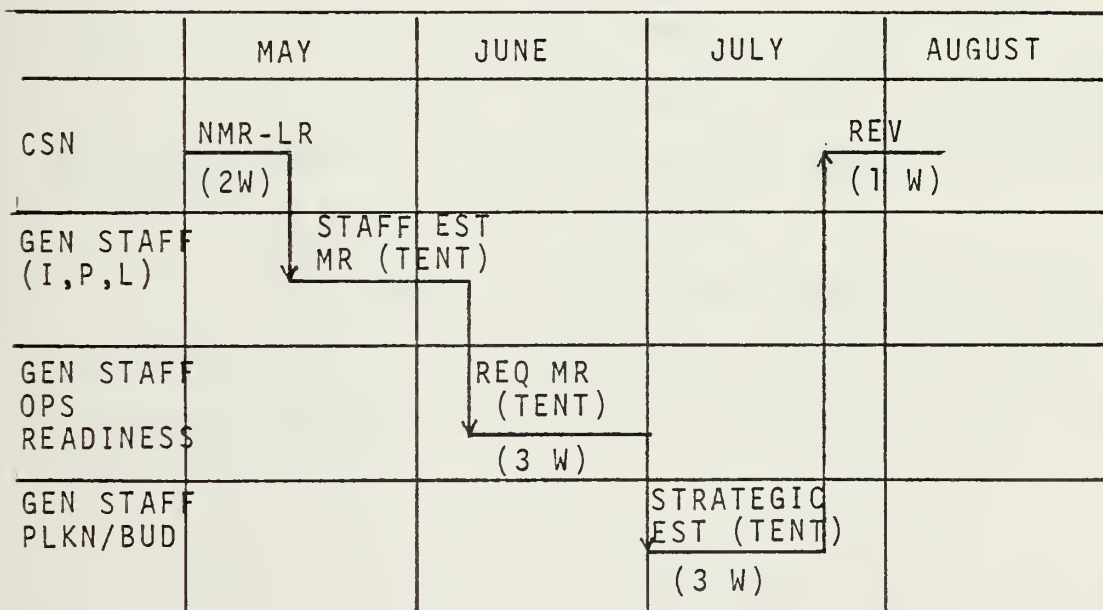 MAY JUNE JULY AUGUST
CSN
NMR-LR
(2W)
REV
(1 W)
GEN STAFF
(I,P,L)
STAFF EST
MR (TENT)
GEN STAFF
OPS
READINESS
REQ MR
(TENT)
(3 W)
GEN STAFF
PLKN/BUD
STRATEGIC
EST (TENT)
(3 W)